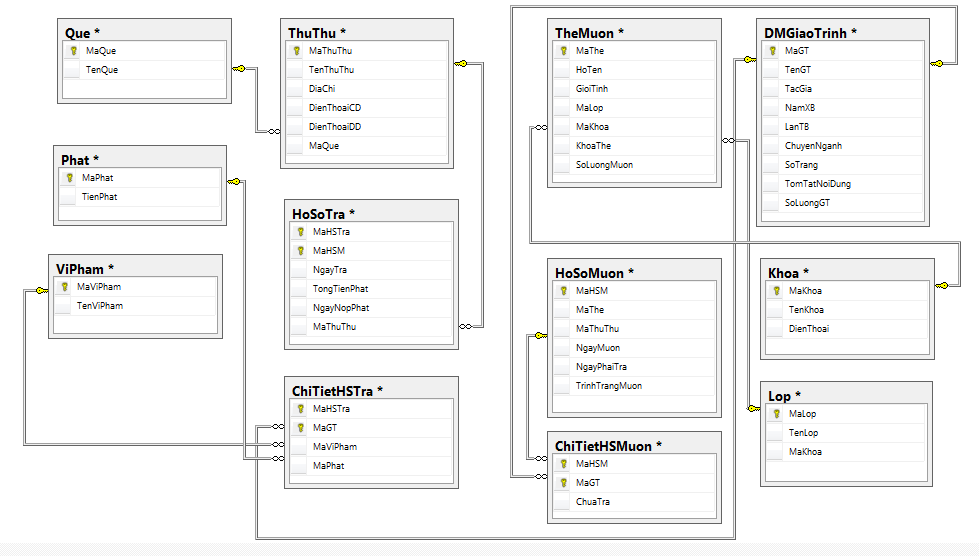 Que *
MaQue
TenQue
Phat *
MaPhat
TienPhat
ViPham *
MaViPham
TenViPham
ThuThu *
MaThuThu
TenThuThu
DiaChi
DienThoaiCD
DienThoaiDD
MaQue
HoSoTra *
MaHSTra
MaHSM
NgayTra
TongTienPhat
NgayNopPhat
MaThuThu
ChiTietHSTra *
MaHSTra
MaGT
MaViPham
MaPhat
TheMuon *
MaThe
HoTen
GioiTinh
MaLop
MaKhoa
KhoaThe
SoLuongMuon
HoSoMuon *
MaHSM
MaThe
MaThuThu
NgayMuon
NgayPhaiTra
TrinhTrangMuon
ChiTietHSMuon *
MaHSM
MaGT
ChuaTra
DMGiaoTrinh *
MaGT
TenGT
TacGia
NamXB
LanTB
ChuyenNganh
SoTrang
TomTatNoiDung
SoLuongGT
Khoa *
MaKhoa
TenKhoa
DienThoai
Lop *
MaLop
TenLop
MaKhoa